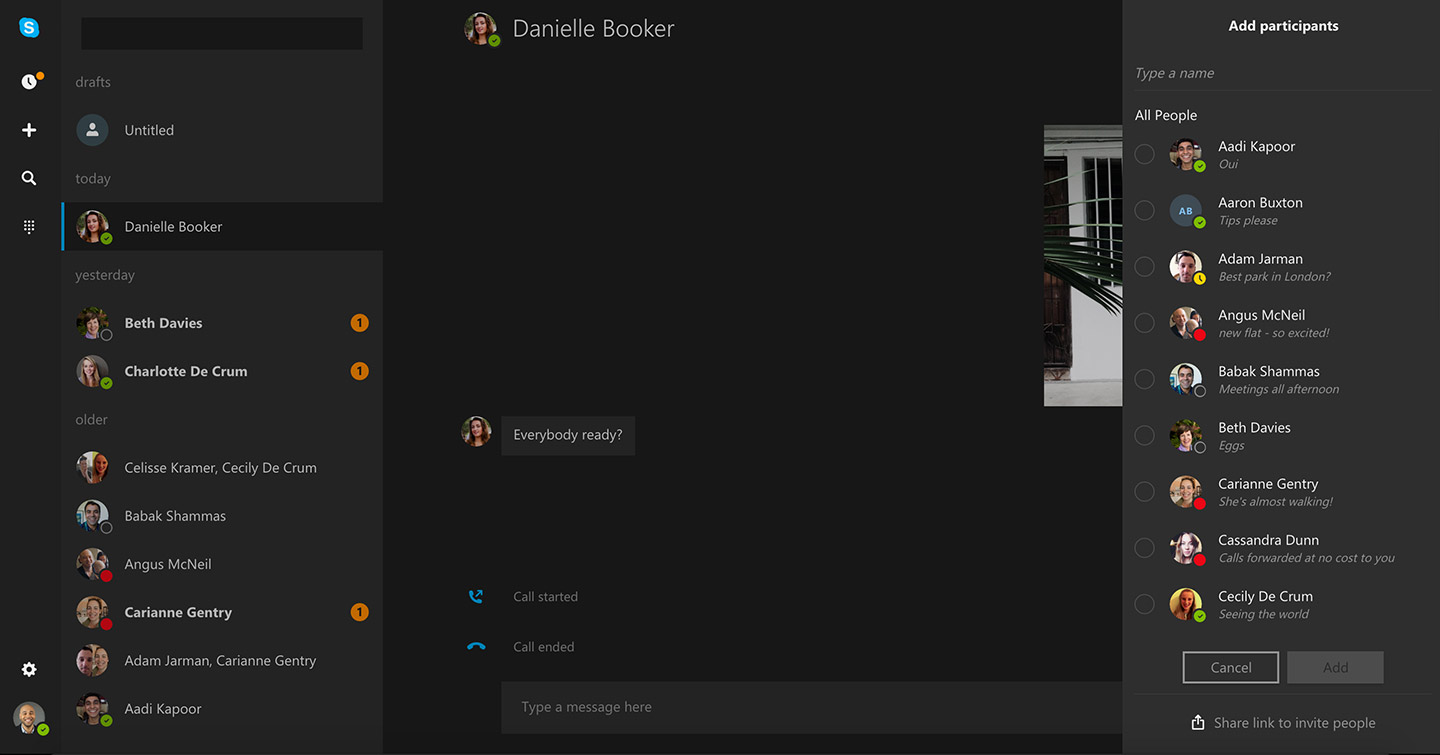 S
drafts
Untitled
today
Danielle Booker
yesterday
Beth Davies
1
Charlotte De Crum
1
older
Celisse Kramer, Cecily De Crum
Babak Shammas
Angus McNeil
Carianne Gentry
1
Adam Jarman, Carianne Gentry
Aadi Kapoor
Danielle Booker
Everybody ready?
Call started
Call ended
Type a message here
Add participants
Type a name
All People
Aadi Kapoor
Oui
AB
Aaron Buxton
Tips please
Adam Jarman
Best park in London?
Angus McNeil
new flat - so excited!
Babak Shammas
Meetings all afternoon
Beth Davies
Eggs
Carianne Gentry
She's almost walking!
Cassandra Dunn
Calls forwarded at no cost to you
Cecily De Crum
Seeing the world
Cancel
Add
Share link to invite people